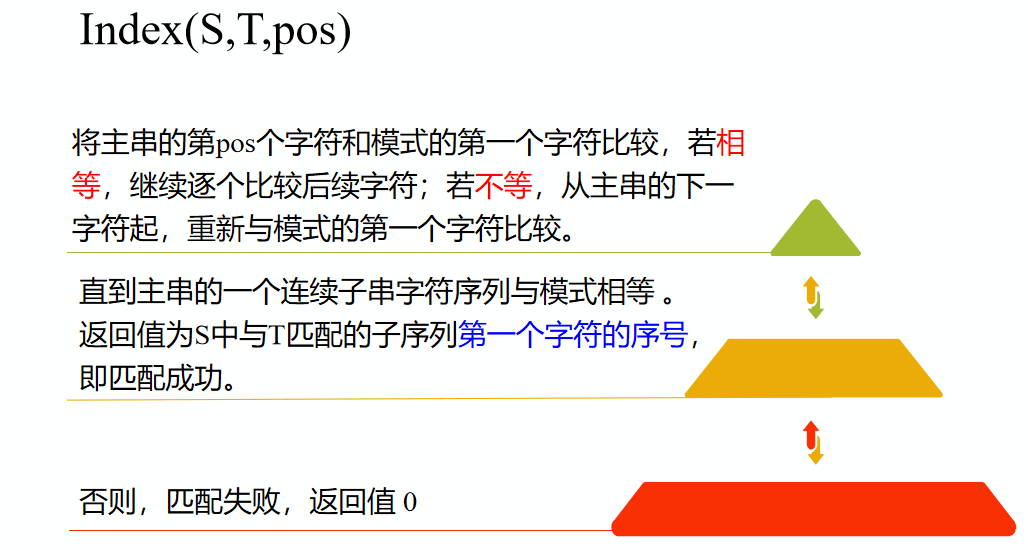 Index(S,T,pos)
将主串的第pos个字符和模式的第一个字符比较，若相
等，继续逐个比较后续字符；若不等，从主串的下一
字符起，重新与模式的第一个字符比较。
直到主串的一个连续子串字符序列与模式相等 。
返回值为S中与T匹配的子序列第一个字符的序号，
即匹配成功。
否则，匹配失败，返回值 0